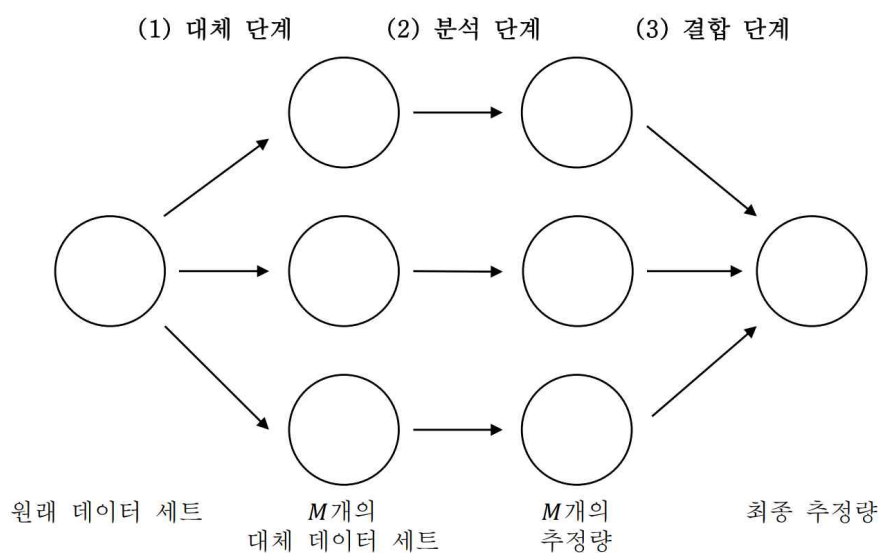 (1) 대체 단계
(2) 분석 단계
(3) 결합 단계
원래 데이터 세트
M개의
대체 데이터 세트
M개의
추정량
최종 추정량